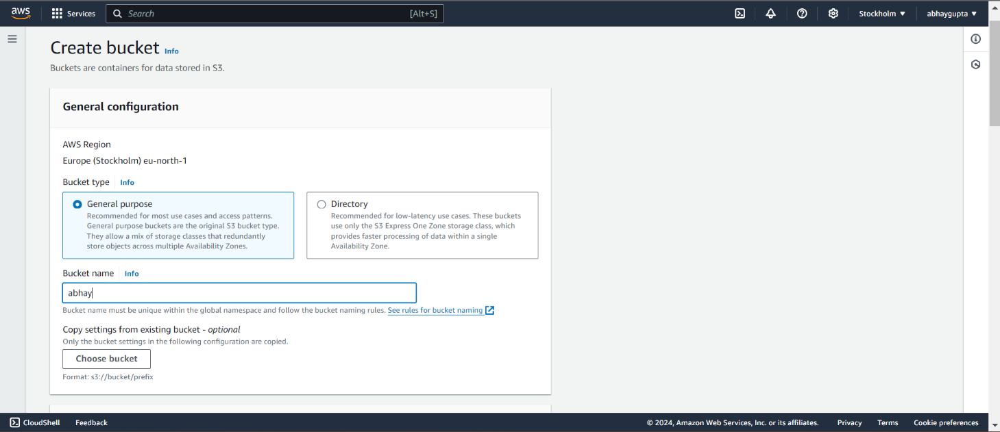 aws
Services
Search
[Alt+S]
Stockholm
abhaygupta
Create bucket Info
Buckets are containers for data stored in S3.
General configuration
AWS Region
Europe (Stockholm) eu-north-1
Bucket type Info
General purpose
Recommended for most use cases and access patterns.
General purpose buckets are the original S3 bucket type.
They allow a mix of storage classes that redundantly
store objects across multiple Availability Zones.
Directory
Recommended for low-latency use cases. These buckets
use only the S3 Express One Zone storage class, which
provides faster processing of data within a single
Availability Zone.
Bucket name Info
abhay
Bucket name must be unique within the global namespace and follow the bucket naming rules. See rules for bucket naming
Copy settings from existing bucket - optional
Only the bucket settings in the following configuration are copied.
Choose bucket
Format: s3://bucket/prefix
CloudShell
Feedback
© 2024, Amazon Web Services, Inc. or its affiliates.
Privacy
Terms
Cookie preferences